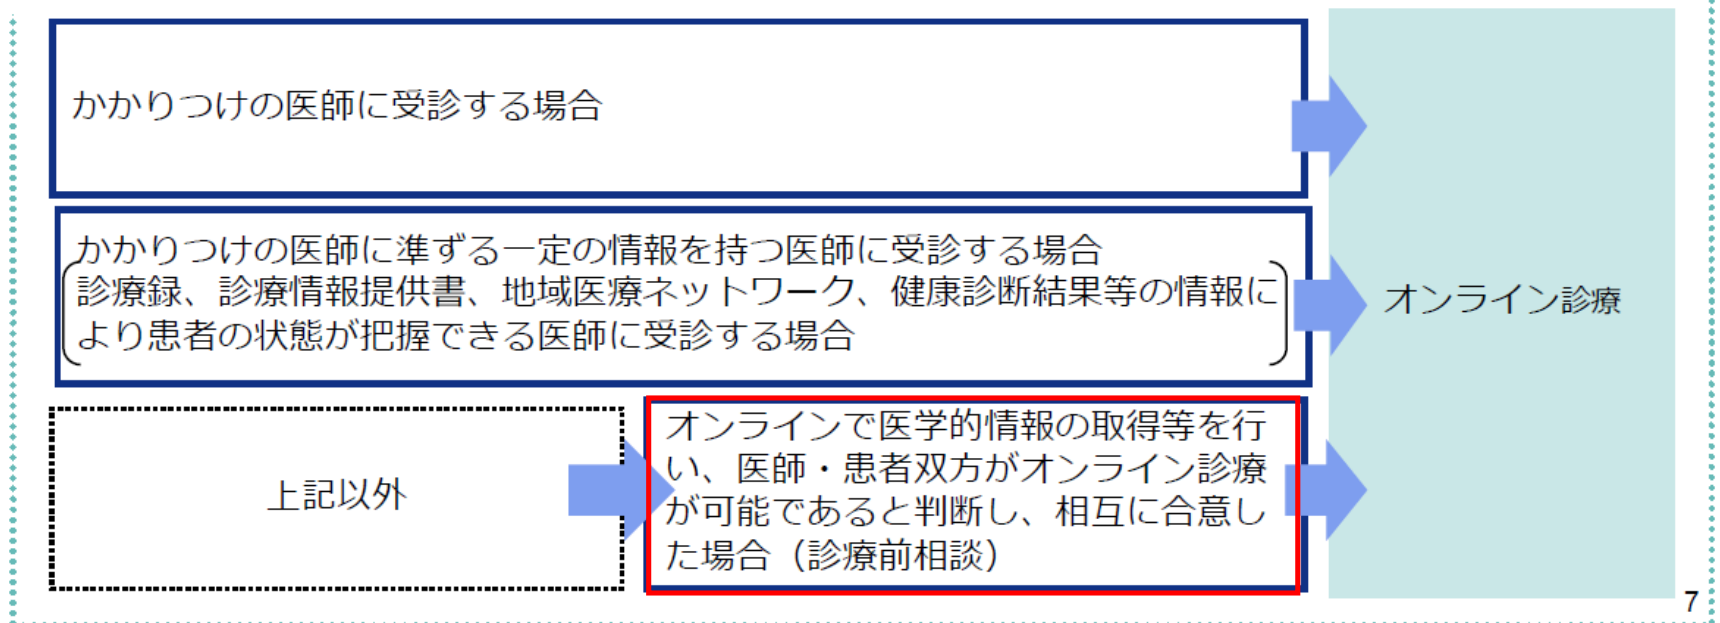 かかりつけの医師に受診する場合
かかりつけの医師に準ずる一定の情報を持つ医師に受診する場合
診療録、診療情報提供書、地域医療ネットワーク、健康診断結果等の情報に
より患者の状態が把握できる医師に受診する場合
オンライン診療
上記以外
オンラインで医学的情報の取得等を行
い、医師・患者双方がオンライン診療
が可能であると判断し、相互に合意し
た場合（診療前相談）
7